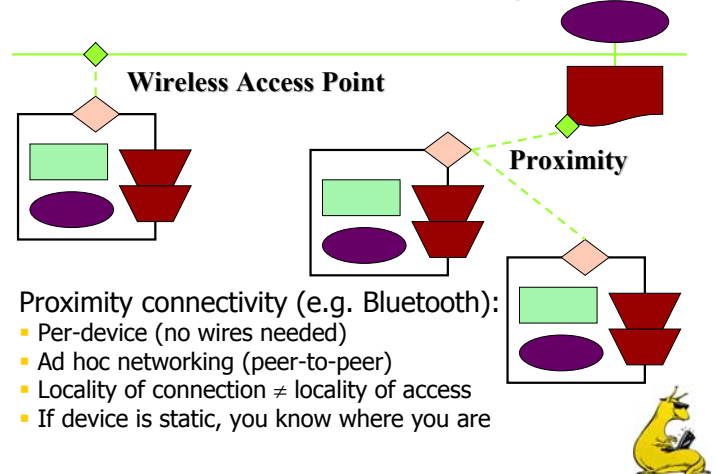 Wireless Access Point
Proximity
Proximity connectivity (e.g. Bluetooth):
Per-device (no wires needed)
Ad hoc networking (peer-to-peer)
Locality of connection ≠ locality of access
If device is static, you know where you are